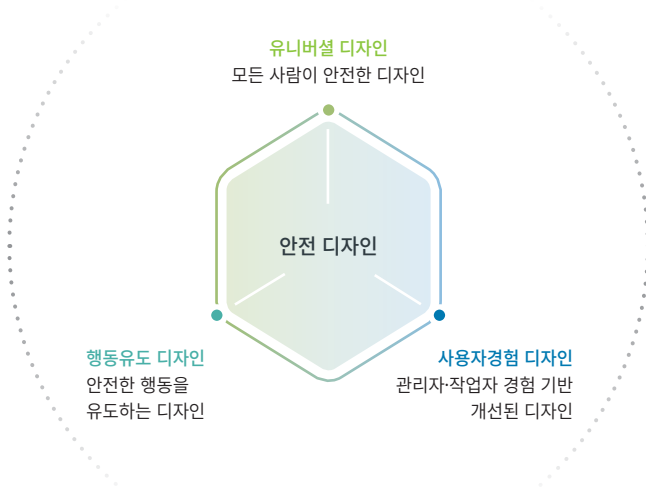 유니버셜 디자인
모든 사람이 안전한 디자인
안전 디자인
행동유도 디자인
안전한 행동을
유도하는 디자인
사용자경험 디자인
관리자·작업자 경험 기반
개선된 디자인